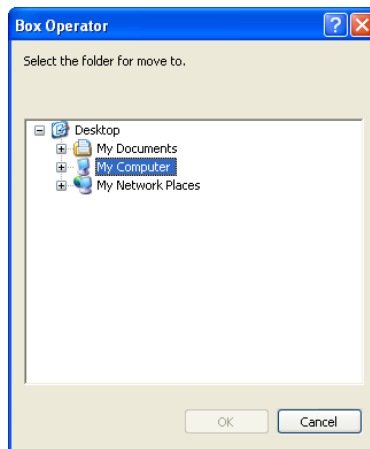 Box Operator
?
Select the folder for move to.
Desktop
My Documents
My Computer
My Network Places
OK Cancel